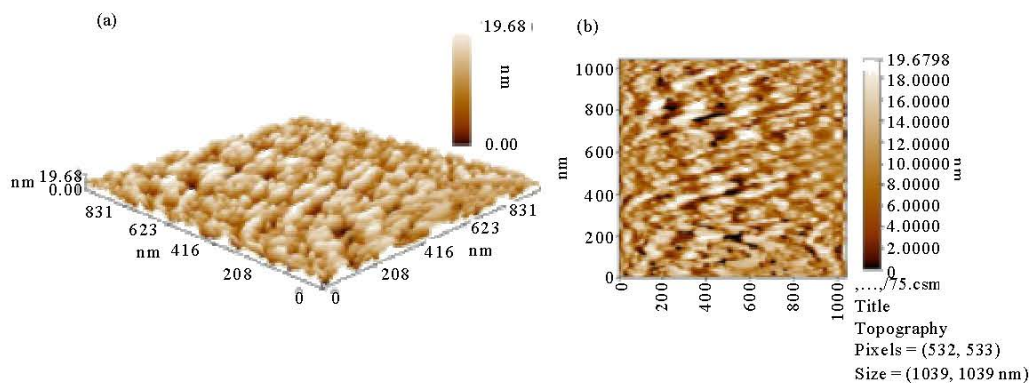 (a)
19.68
nm
0.00
nm 19.68
0.00
831
623
416
nm
208
0
0
208
nm
416
623
831
(b)
1000
800
600
400
200
0
nm
0
200
400
600
800
1000
19.6798
18.0000
16.0000
14.0000
12.0000
10.0000
8.0000
6.0000
4.0000
2.0000
0
nm
,…,/75.csm
Title
Topography
Pixels = (532, 533)
Size = (1039, 1039 nm)